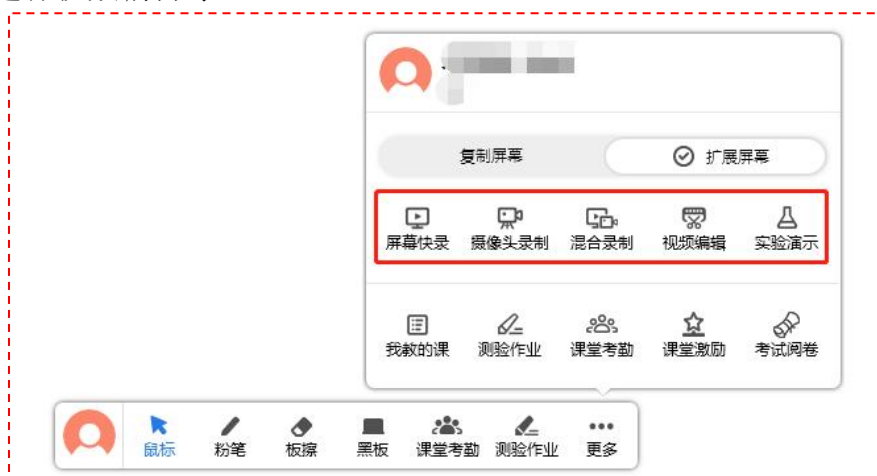 复制屏幕 扩展屏幕
屏幕快录 摄像头录制 混合录制 视频编辑 实验演示
我教的课 测验作业 课堂考勤 课堂激励 考试阅卷
鼠标 粉笔 板擦 黑板 课堂考勤 测验作业 更多